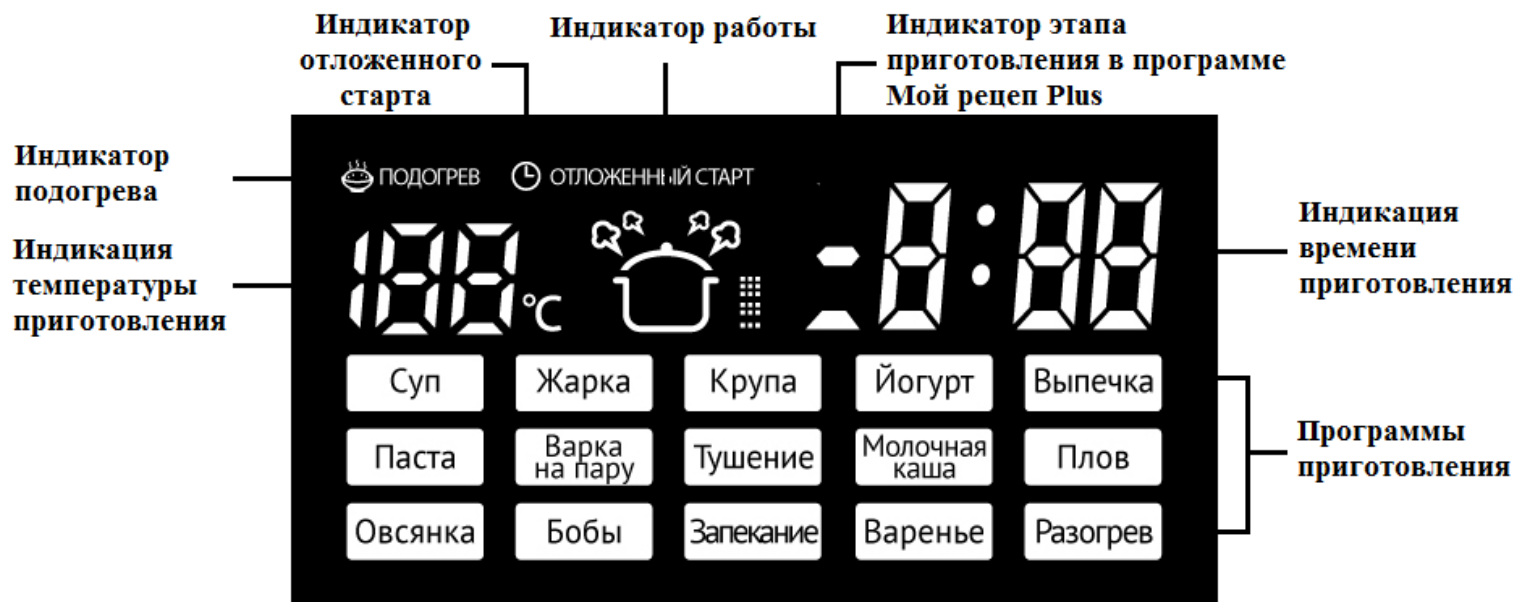 Индикатор
отложенного
старта
Индикатор работы
Индикатор этапа
приготовления в программе
Мой рецеп Plus
Индикатор
подогрева
Индикация
температуры
приготовления
ПОДОГРЕВ
ОТЛОЖЕННЫЙ СТАРТ
188 °C
8:88
Индикация
времени
приготовления
Суп
Жарка
Крупа
Йогурт
Выпечка
Паста
Варка
на пару
Тушение
Молочная
каша
Плов
Овсянка
Бобы
Запекание
Варенье
Разогрев
Программы
приготовления